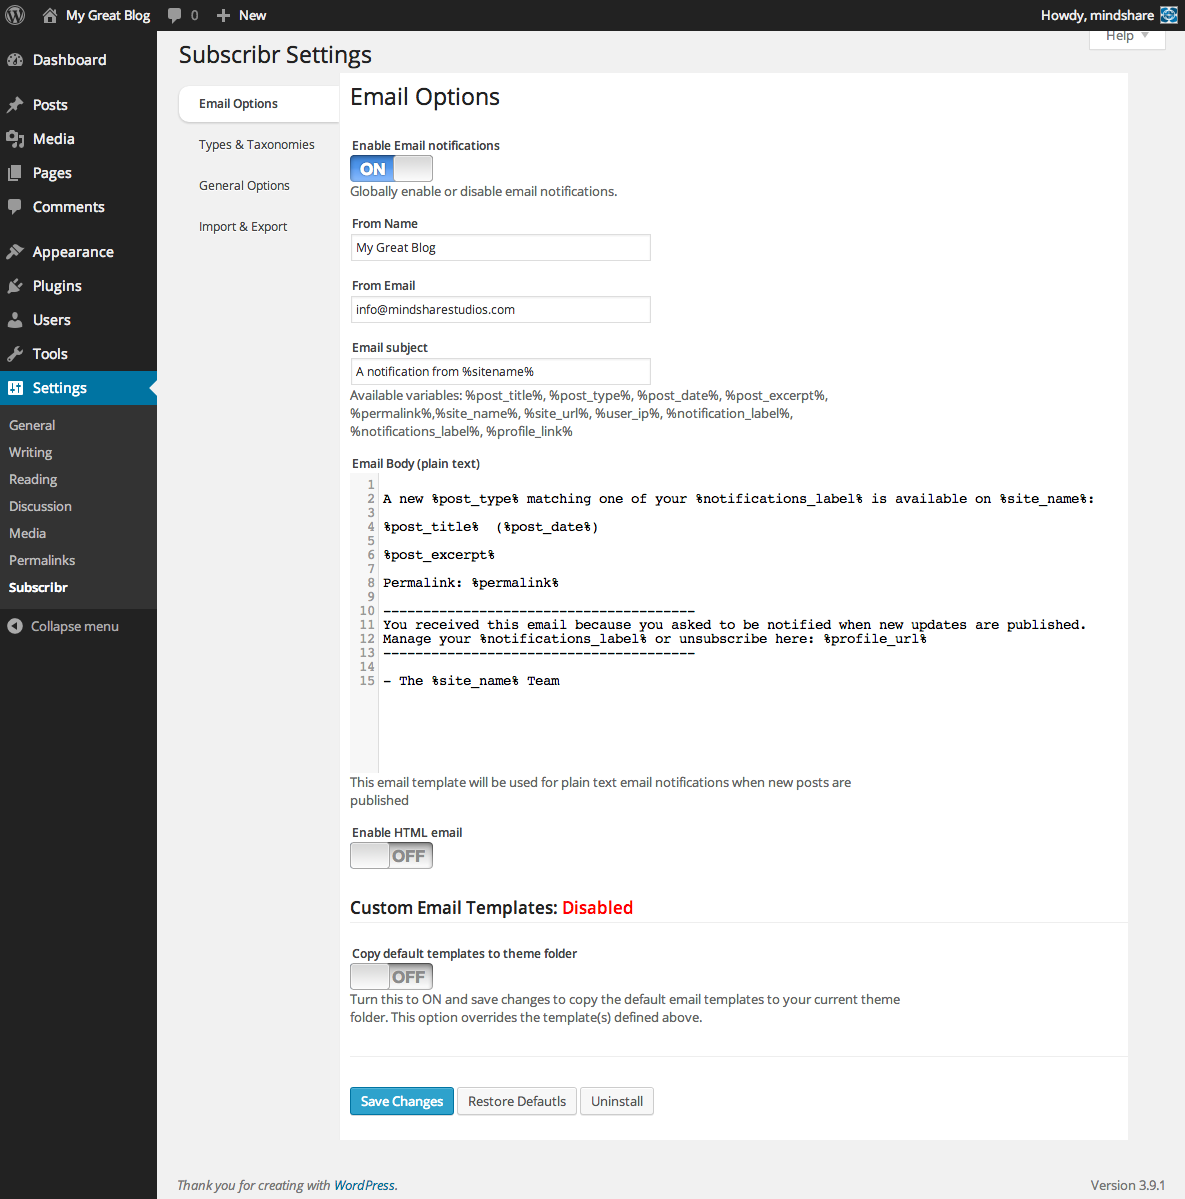 My Great Blog 0 New Howdy, mindshare
Help
Dashboard
Posts
Media
Pages
Comments
Appearance
Plugins
Users
Tools
Settings
General
Writing
Reading
Discussion
Media
Permalinks
Subscribr
Collapse menu
Subscribr Settings
Email Options
Types & Taxonomies
General Options
Import & Export
Email Options
Enable Email notifications
ON
Globally enable or disable email notifications.
From Name
My Great Blog
From Email
info@mindsharestudios.com
Email subject
A notification from %sitename%
Available variables: %post_title%, %post_type%, %post_date%, %post_excerpt%,
%permalink%,%site_name%, %site_url%, %user_ip%, %notification_label%,
%notifications_label%, %profile_link%
Email Body (plain text)
1
2 A new %post_type% matching one of your %notifications_label% is available on %site_name%:
3
4 %post_title% (%post_date%)
5
6 %post_excerpt%
7
8 Permalink: %permalink%
9
10 ---------------------------------------
11 You received this email because you asked to be notified when new updates are published.
12 Manage your %notifications_label% or unsubscribe here: %profile_url%
13 ---------------------------------------
14
15 - The %site_name% Team
This email template will be used for plain text email notifications when new posts are
published
Enable HTML email
OFF
Custom Email Templates: Disabled
Copy default templates to theme folder
OFF
Turn this to ON and save changes to copy the default email templates to your current theme
folder. This option overrides the template(s) defined above.
Save Changes Restore Defautls Uninstall
Thank you for creating with WordPress. Version 3.9.1